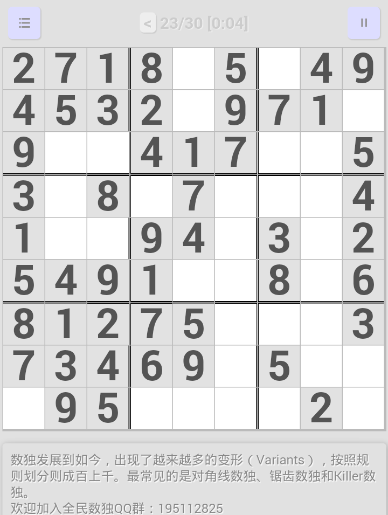 < 23/30 [0:04]
2 7 1 8 5 4 9
4 5 3 2 9 7 1
9 4 1 7 5
3 8 7 4
1 9 4 3 2
5 4 9 1 8 6
8 1 2 7 5 3
7 3 4 6 9 5
9 5 2
数独发展到如今，出现了越来越多的变形（Variants），按照规
则划分则成百上千。最常见的是对角线数独、锯齿数独和Killer数
独。
欢迎加入全民数独QQ群：195112825